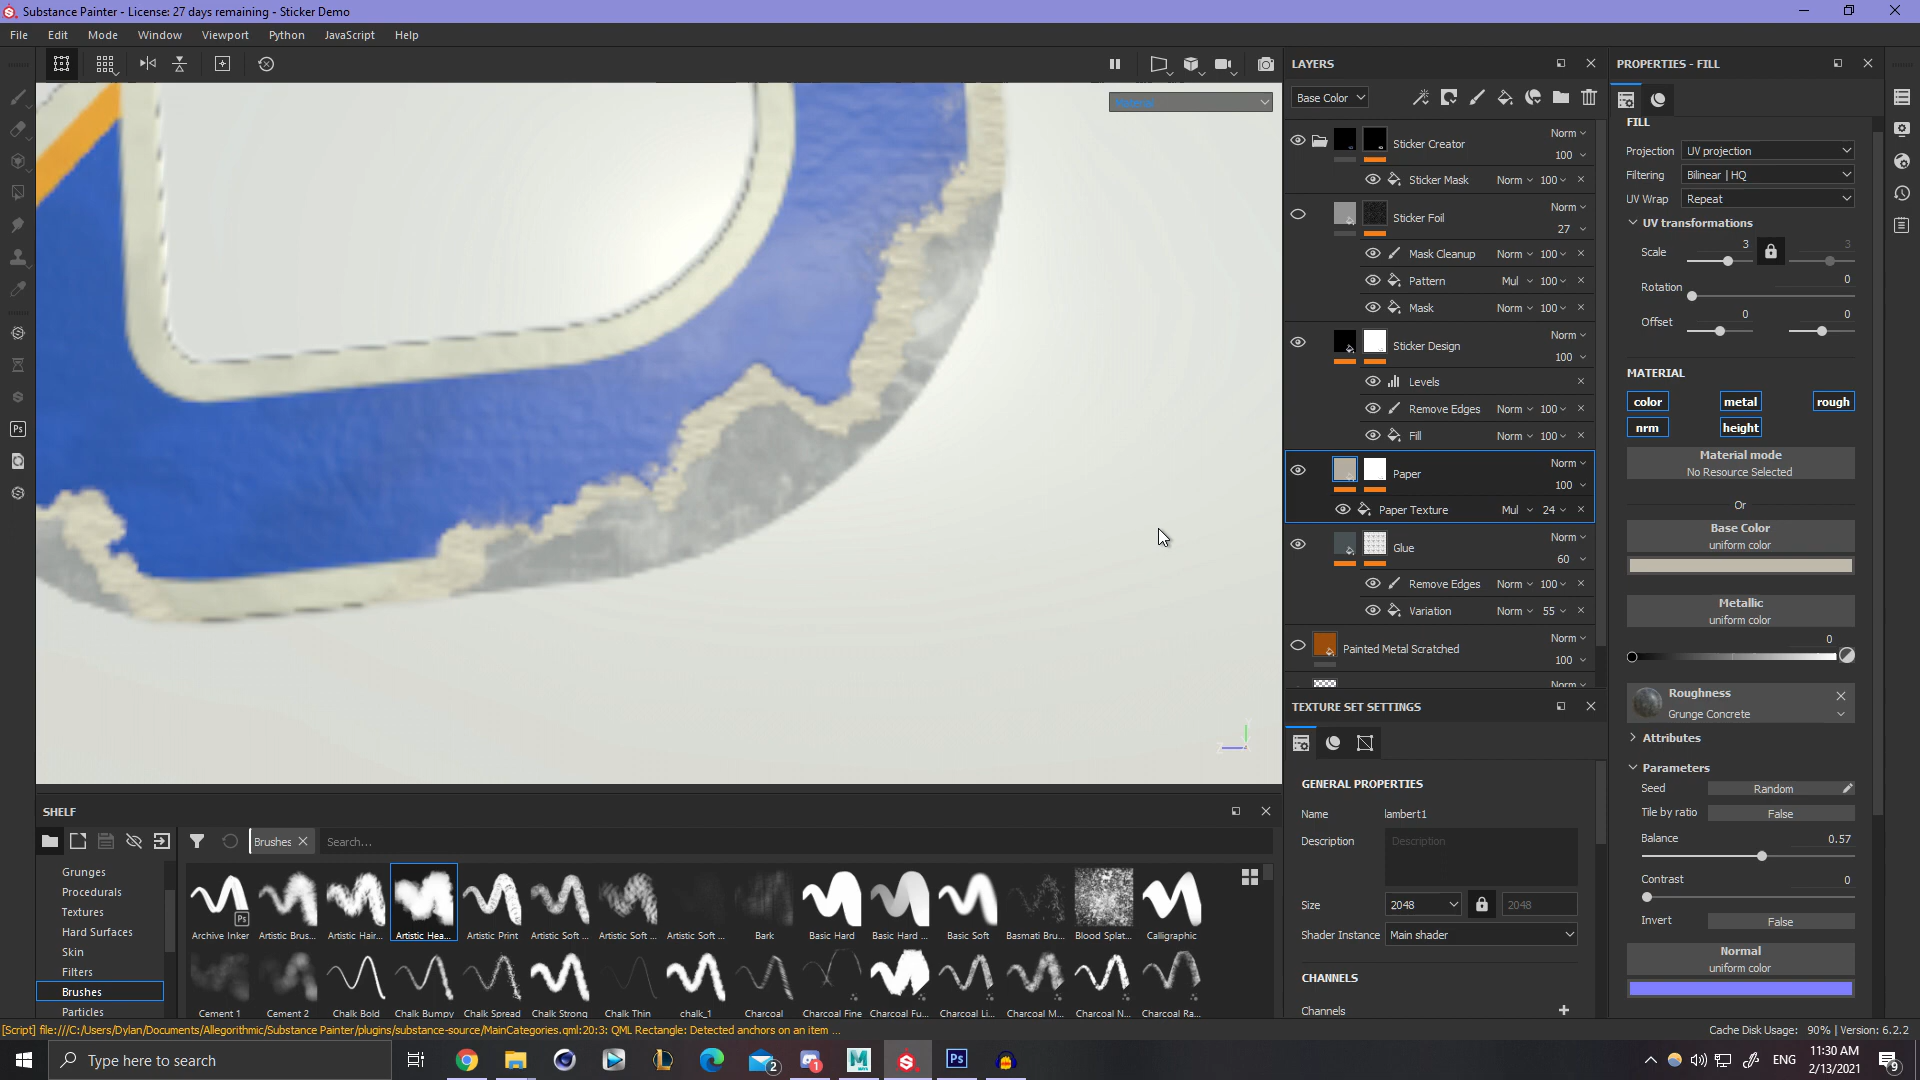 Substance Painter - License: 27 days remaining - Sticker Demo
File Edit Mode Window Viewport Python JavaScript Help
LAYERS
Base Color
Sticker Creator Norm 100
Sticker Mask Norm 100
Sticker Foil Norm 27
Mask Cleanup Norm 100
Pattern Mul 100
Mask Norm 100
Sticker Design Norm 100
Levels
Remove Edges Norm 100
Fill Norm 100
Paper Norm 100
Paper Texture Mul 24
Glue Norm 60
Remove Edges Norm 100
Variation Norm 55
Painted Metal Scratched Norm 100
Norm
TEXTURE SET SETTINGS
GENERAL PROPERTIES
Name lambert1
Description Description
Size 2048 2048
Shader Instance Main shader
CHANNELS
Channels
PROPERTIES - FILL
FILL
Projection UV projection
Filtering Bilinear | HQ
UV Wrap Repeat
UV transformations
Scale 3 3
Rotation 0
Offset 0 0
MATERIAL
color metal rough
nrm height
Material mode
No Resource Selected
Or
Base Color
uniform color
Metallic
uniform color
0
Roughness
Grunge Concrete
Attributes
Parameters
Seed Random
Tile by ratio False
Balance 0.57
Contrast 0
Invert False
Normal
uniform color
SHELF
Brushes Search...
Grunges
Procedurals
Textures
Hard Surfaces
Skin
Filters
Brushes
Particles
Archive Inker Artistic Brus... Artistic Hair... Artistic Hea... Artistic Print Artistic Soft ... Artistic Soft ... Artistic Soft ... Bark Basic Hard Basic Hard ... Basic Soft Basmati Bru... Blood Splat... Calligraphic
Cement 1 Cement 2 Chalk Bold Chalk Bumpy Chalk Spread Chalk Strong Chalk Thin chalk_1 Charcoal Charcoal Fine Charcoal Fu... Charcoal Li... Charcoal M... Charcoal N... Charcoal Ra...
[Script] file:///C:/Users/Dylan/Documents/Allegorithmic/Substance Painter/plugins/substance-source/MainCategories.qml:20:3: QML Rectangle: Detected anchors on an item ...
Cache Disk Usage: 90% | Version: 6.2.2
Type here to search
ENG
11:30 AM
2/13/2021